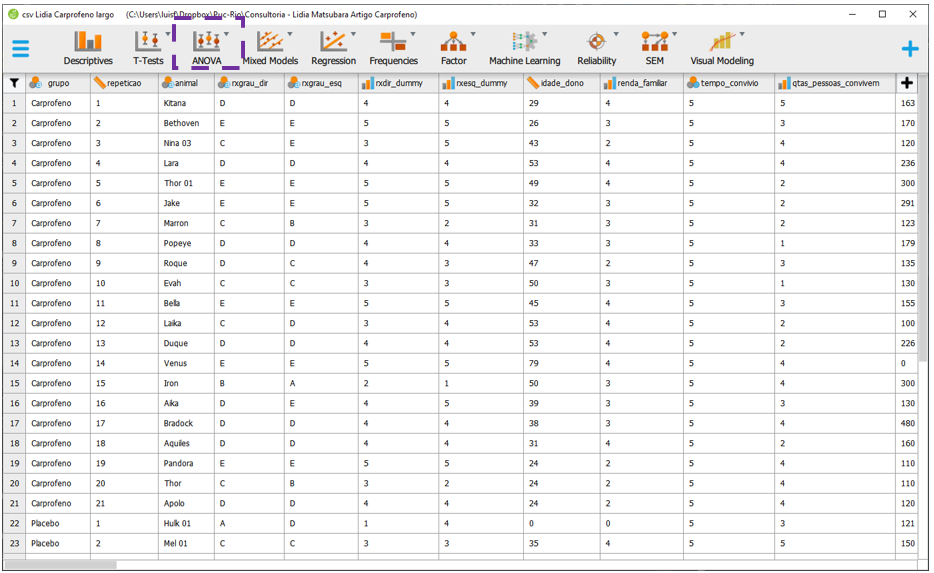 csv Lidia Carprofeno largo (C:\Users\luisf\Dropbox\Puc-Rio\Consultoria - Lidia Matsubara Artigo Carprofeno)
Descriptives T-Tests ANOVA Mixed Models Regression Frequencies Factor Machine Learning Reliability SEM Visual Modeling
grupo repeticao animal rxgrau_dir rxgrau_esq rxdir_dummy rxesq_dummy idade_dono renda_familiar tempo_convivio qtas_pessoas_convivem
1 Carprofeno 1 Kitana D D 4 4 29 4 5 5 163
2 Carprofeno 2 Bethoven E E 5 5 26 3 5 3 170
3 Carprofeno 3 Nina 03 C E 3 5 43 2 5 4 120
4 Carprofeno 4 Lara D D 4 4 53 4 5 4 236
5 Carprofeno 5 Thor 01 E E 5 5 49 4 5 2 300
6 Carprofeno 6 Jake E E 5 5 32 3 5 2 291
7 Carprofeno 7 Marron C B 3 2 31 3 5 2 123
8 Carprofeno 8 Popeye D D 4 4 33 3 5 1 179
9 Carprofeno 9 Roque D C 4 3 47 2 5 3 135
10 Carprofeno 10 Evah C C 3 3 50 3 5 1 130
11 Carprofeno 11 Bella E E 5 5 45 4 5 3 155
12 Carprofeno 12 Laika C D 3 4 53 4 5 2 100
13 Carprofeno 13 Duque D D 4 4 53 4 5 2 226
14 Carprofeno 14 Venus E E 5 5 79 4 5 4 0
15 Carprofeno 15 Iron B A 2 1 50 3 5 4 300
16 Carprofeno 16 Aika D E 4 5 39 3 5 3 130
17 Carprofeno 17 Bradock D D 4 4 38 3 5 4 480
18 Carprofeno 18 Aquiles D D 4 4 31 4 5 2 160
19 Carprofeno 19 Pandora E E 5 5 24 2 5 4 110
20 Carprofeno 20 Thor C B 3 2 24 2 5 4 110
21 Carprofeno 21 Apolo D D 4 4 24 2 5 4 120
22 Placebo 1 Hulk 01 A D 1 4 0 0 5 3 121
23 Placebo 2 Mel 01 C C 3 3 35 4 5 5 150